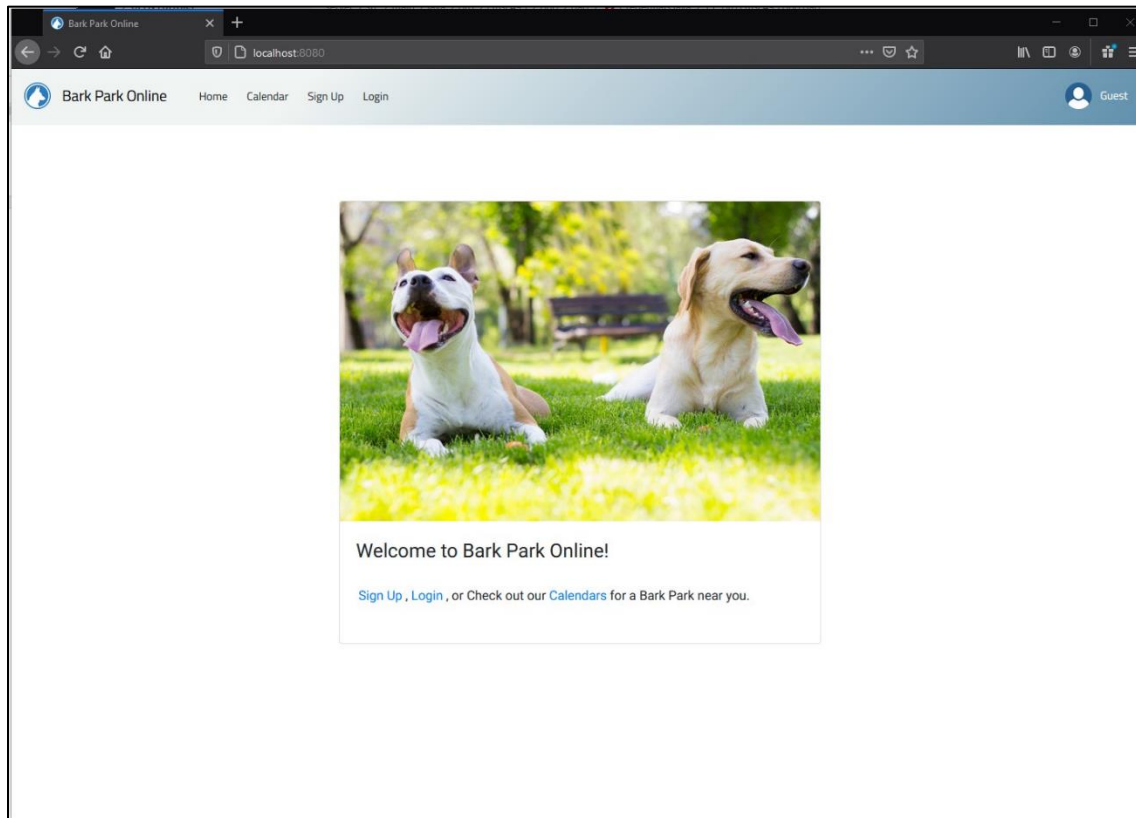 Bark Park Online
localhost:8080
Bark Park Online Home Calendar Sign Up Login Guest
Welcome to Bark Park Online!
Sign Up , Login , or Check out our Calendars for a Bark Park near you.